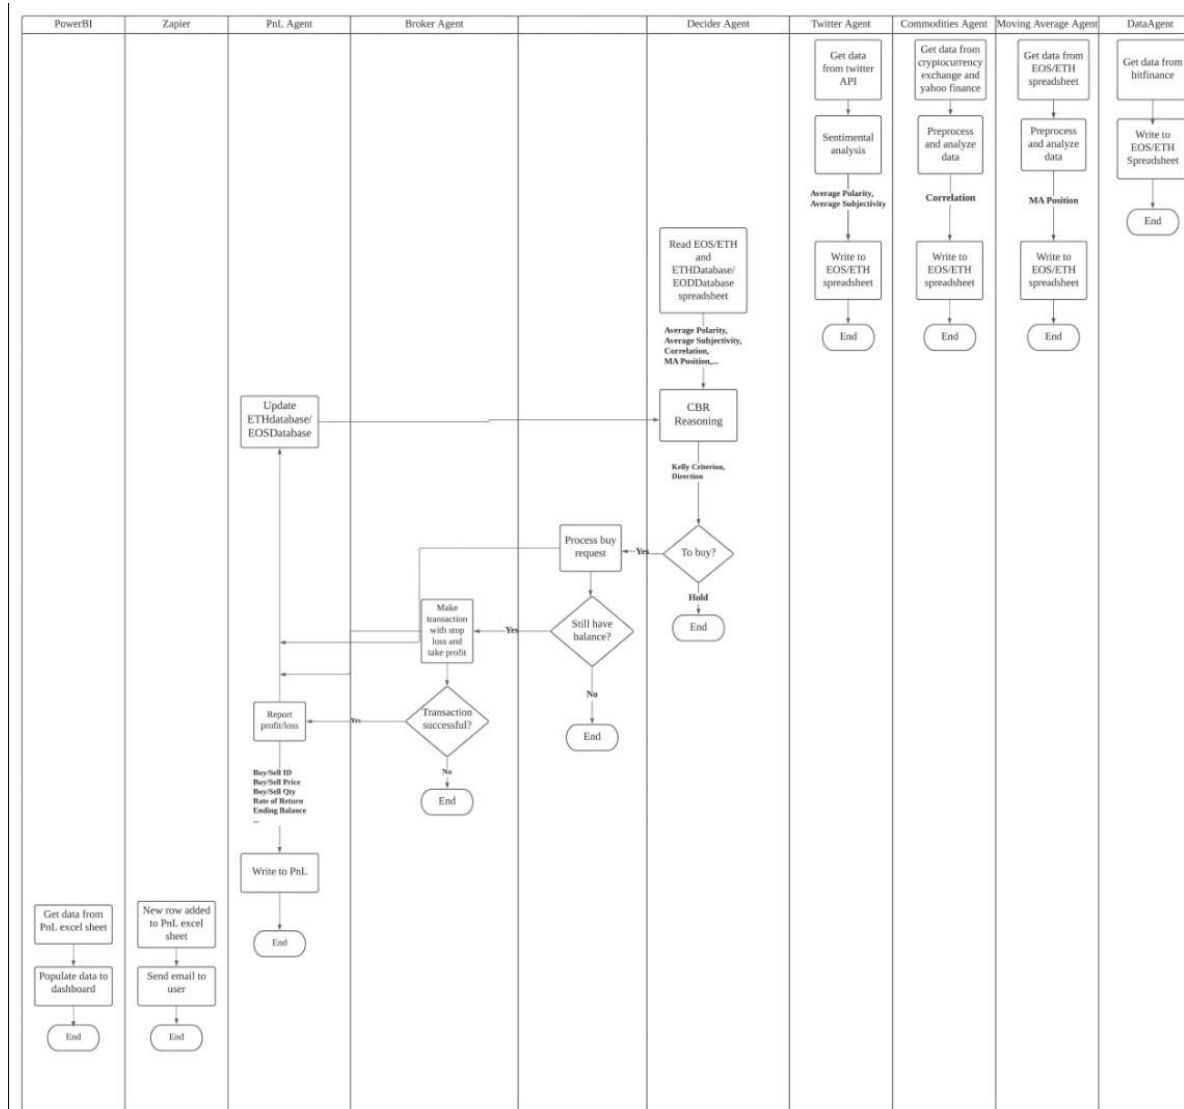 PowerBI
Zapier
PnL Agent
Broker Agent
Decider Agent
Twitter Agent
Commodities Agent
Moving Average Agent
DataAgent
Get data
from twitter
API
Get data from
cryptocurrency
exchange and
yahoo finance
Get data from
EOS/ETH
spreadsheet
Get data from
bitfinance
Sentimental
analysis
Preprocess
and analyze
data
Preprocess
and analyze
data
Write to
EOS/ETH
Spreadsheet
Average Polarity,
Average Subjectivity
Correlation
MA Position
End
Read EOS/ETH
and
ETHDatabase/
EODDatabase
spreadsheet
Write to
EOS/ETH
spreadsheet
Write to
EOS/ETH
spreadsheet
Write to
EOS/ETH
spreadsheet
End
End
End
Average Polarity,
Average Subjectivity,
Correlation,
MA Position,...
Update
ETHdatabase/
EOSDatabase
CBR
Reasoning
Kelly Criterion,
Direction
Process buy
request
Yes
To buy?
Hold
End
Make
transaction
with stop
loss and
take profit
Yes
Still have
balance?
No
End
Report
profit/loss
Yes
Transaction
successful?
No
End
Buy/Sell ID
Buy/Sell Price
Buy/Sell Qty
Rate of Return
Ending Balance
...
Write to PnL
End
Get data from
PnL excel sheet
New row added
to PnL excel
sheet
Populate data to
dashboard
Send email to
user
End
End